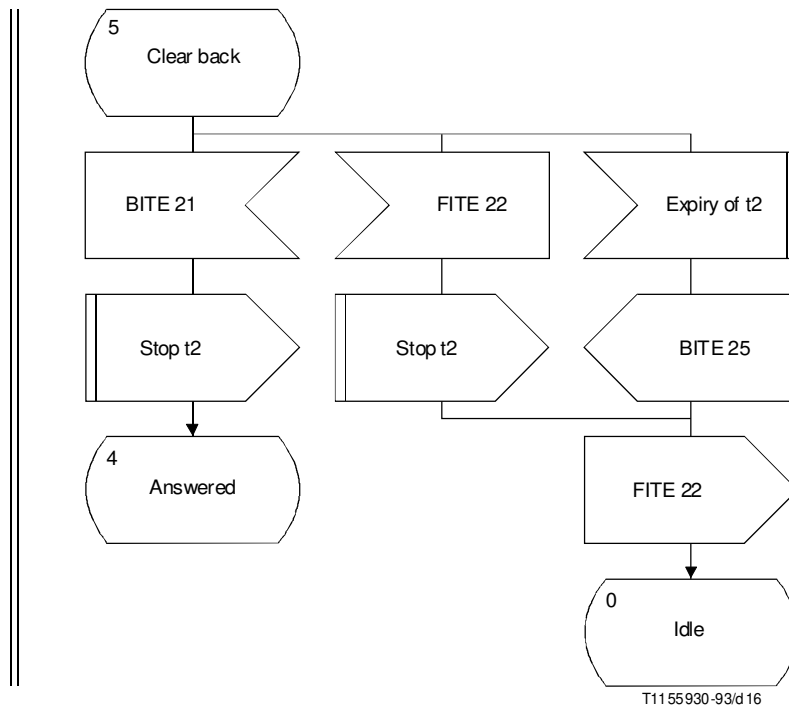 5
Clear back
BITE 21
FITE 22
Expiry of t2
Stop t2
Stop t2
BITE 25
4
Answered
FITE 22
0
Idle
T1155930-93/d16